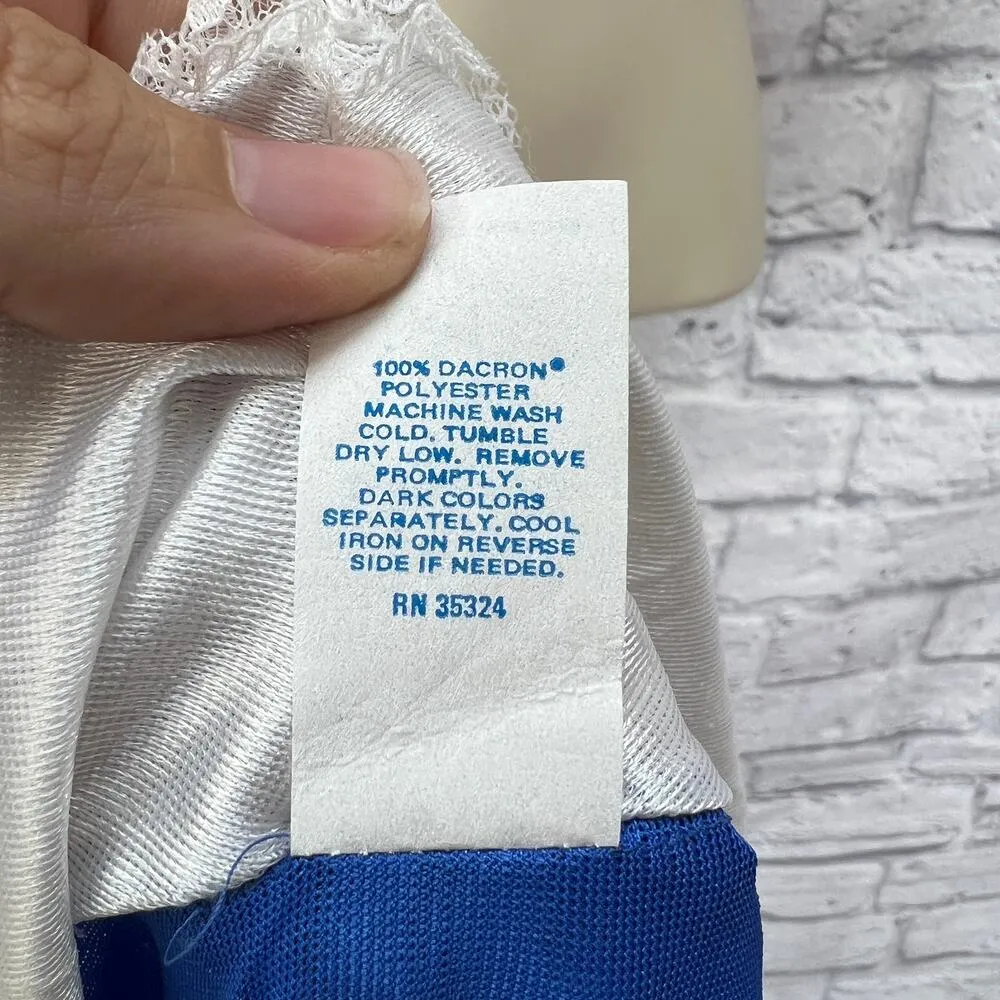 100% DACRON®
POLYESTER
MACHINE WASH
COLD. TUMBLE
DRY LOW. REMOVE
PROMPTLY.
DARK COLORS
SEPARATELY. COOL
IRON ON REVERSE
SIDE IF NEEDED.
RN 35324